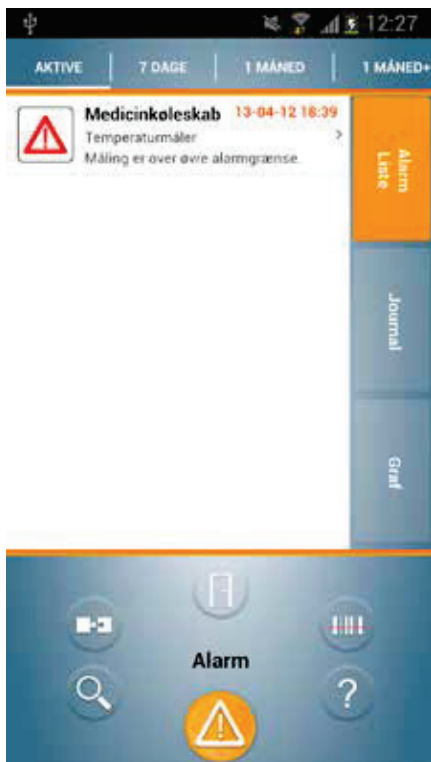 12:27
AKTIVE
7 DAGE
1 MÅNED
1 MÅNED+
Medicinkøleskab 13-04-12 18:39
Temperaturmåler
Måling er over øvre alarmgrænse.
Alarm
Liste
Journal
Graf
Alarm
?